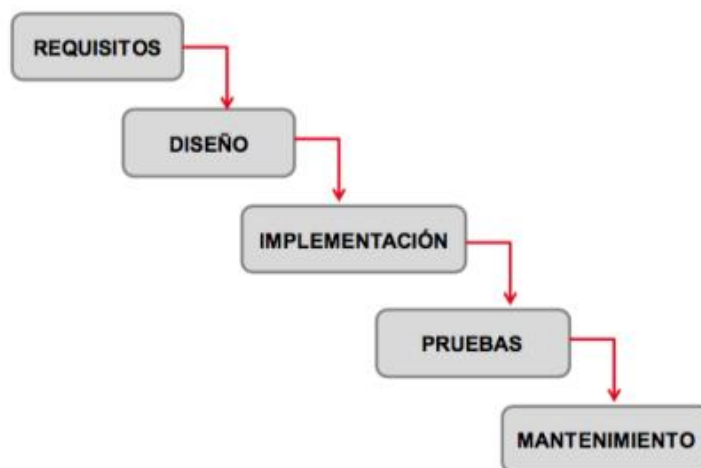 REQUISITOS
DISEÑO
IMPLEMENTACIÓN
PRUEBAS
MANTENIMIENTO